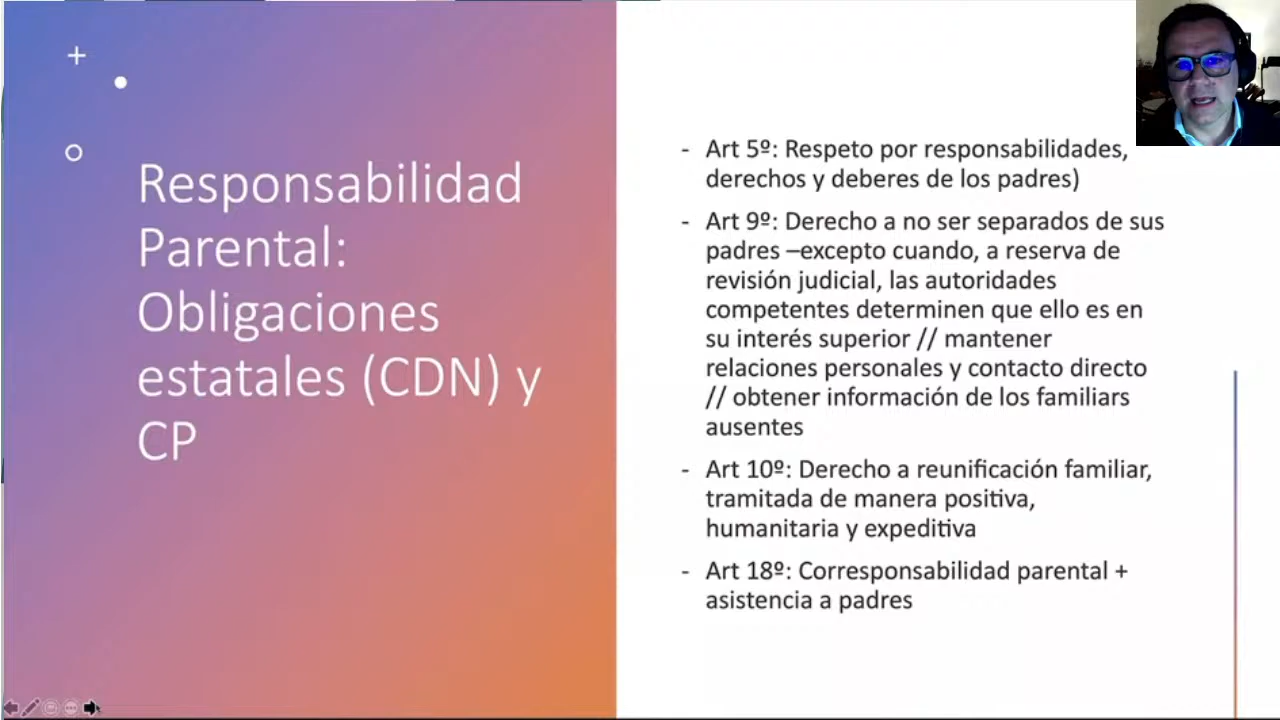 Responsabilidad
Parental:
Obligaciones
estatales (CDN) y
CP
- Art 5º: Respeto por responsabilidades,
derechos y deberes de los padres)
- Art 9º: Derecho a no ser separados de sus
padres –excepto cuando, a reserva de
revisión judicial, las autoridades
competentes determinen que ello es en
su interés superior // mantener
relaciones personales y contacto directo
// obtener información de los familiars
ausentes
- Art 10º: Derecho a reunificación familiar,
tramitada de manera positiva,
humanitaria y expeditiva
- Art 18º: Corresponsabilidad parental +
asistencia a padres